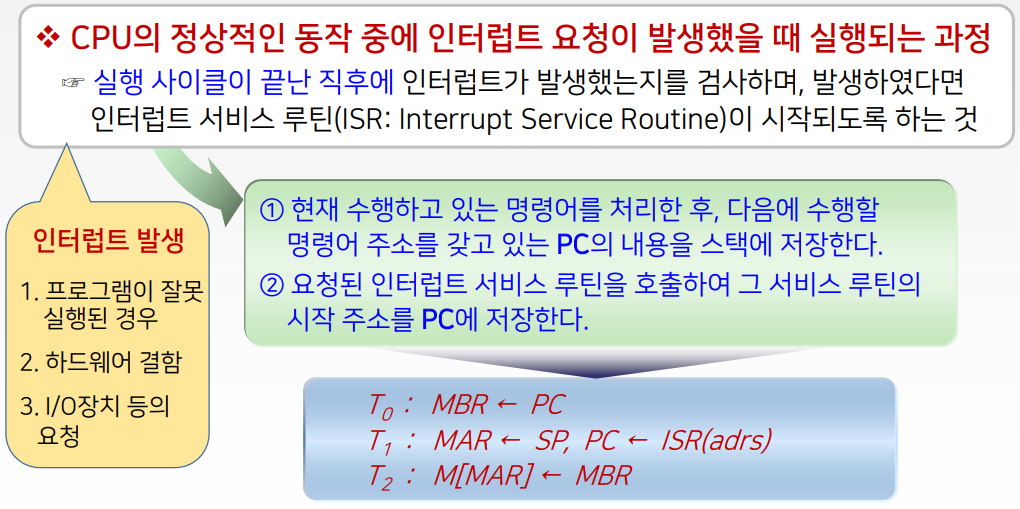 ❖ CPU의 정상적인 동작 중에 인터럽트 요청이 발생했을 때 실행되는 과정
☞ 실행 사이클이 끝난 직후에 인터럽트가 발생했는지를 검사하며, 발생하였다면
인터럽트 서비스 루틴(ISR: Interrupt Service Routine)이 시작되도록 하는 것
인터럽트 발생
1. 프로그램이 잘못
실행된 경우
2. 하드웨어 결함
3. I/O장치 등의
요청
① 현재 수행하고 있는 명령어를 처리한 후, 다음에 수행할
명령어 주소를 갖고 있는 PC의 내용을 스택에 저장한다.
② 요청된 인터럽트 서비스 루틴을 호출하여 그 서비스 루틴의
시작 주소를 PC에 저장한다.
T₀ : MBR ← PC
T₁ : MAR ← SP, PC ← ISR(adrs)
T₂ : M[MAR] ← MBR